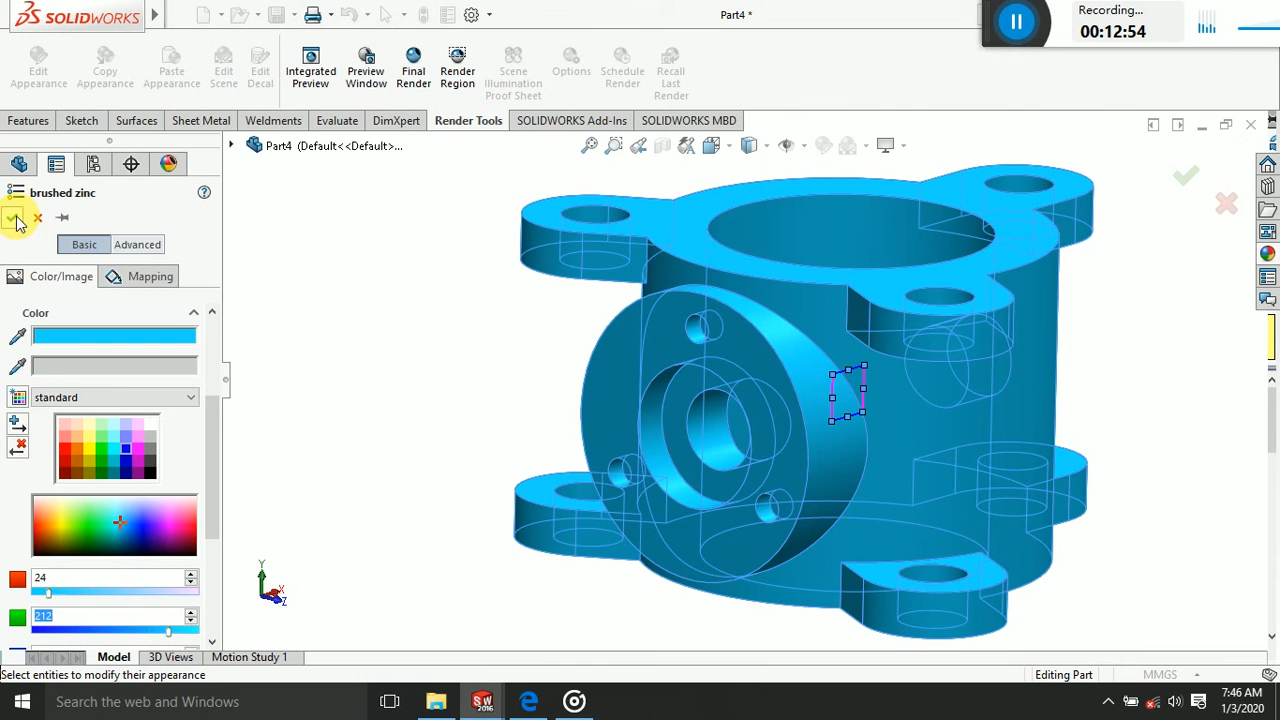 SOLIDWORKS
Part4 *
Recording...
00:12:54
Edit Appearance
Copy Appearance
Paste Appearance
Edit Scene
Edit Decal
Integrated Preview
Preview Window
Final Render
Render Region
Scene Illumination Proof Sheet
Options
Schedule Render
Recall Last Render
Features
Sketch
Surfaces
Sheet Metal
Weldments
Evaluate
DimXpert
Render Tools
SOLIDWORKS Add-Ins
SOLIDWORKS MBD
Part4 (Default<<Default>...
brushed zinc
Basic
Advanced
Color/Image
Mapping
Color
standard
24
212
Y
X
Z
Model
3D Views
Motion Study 1
Select entities to modify their appearance
Editing Part
MMGS
Search the web and Windows
SW
2016
7:46 AM
1/3/2020